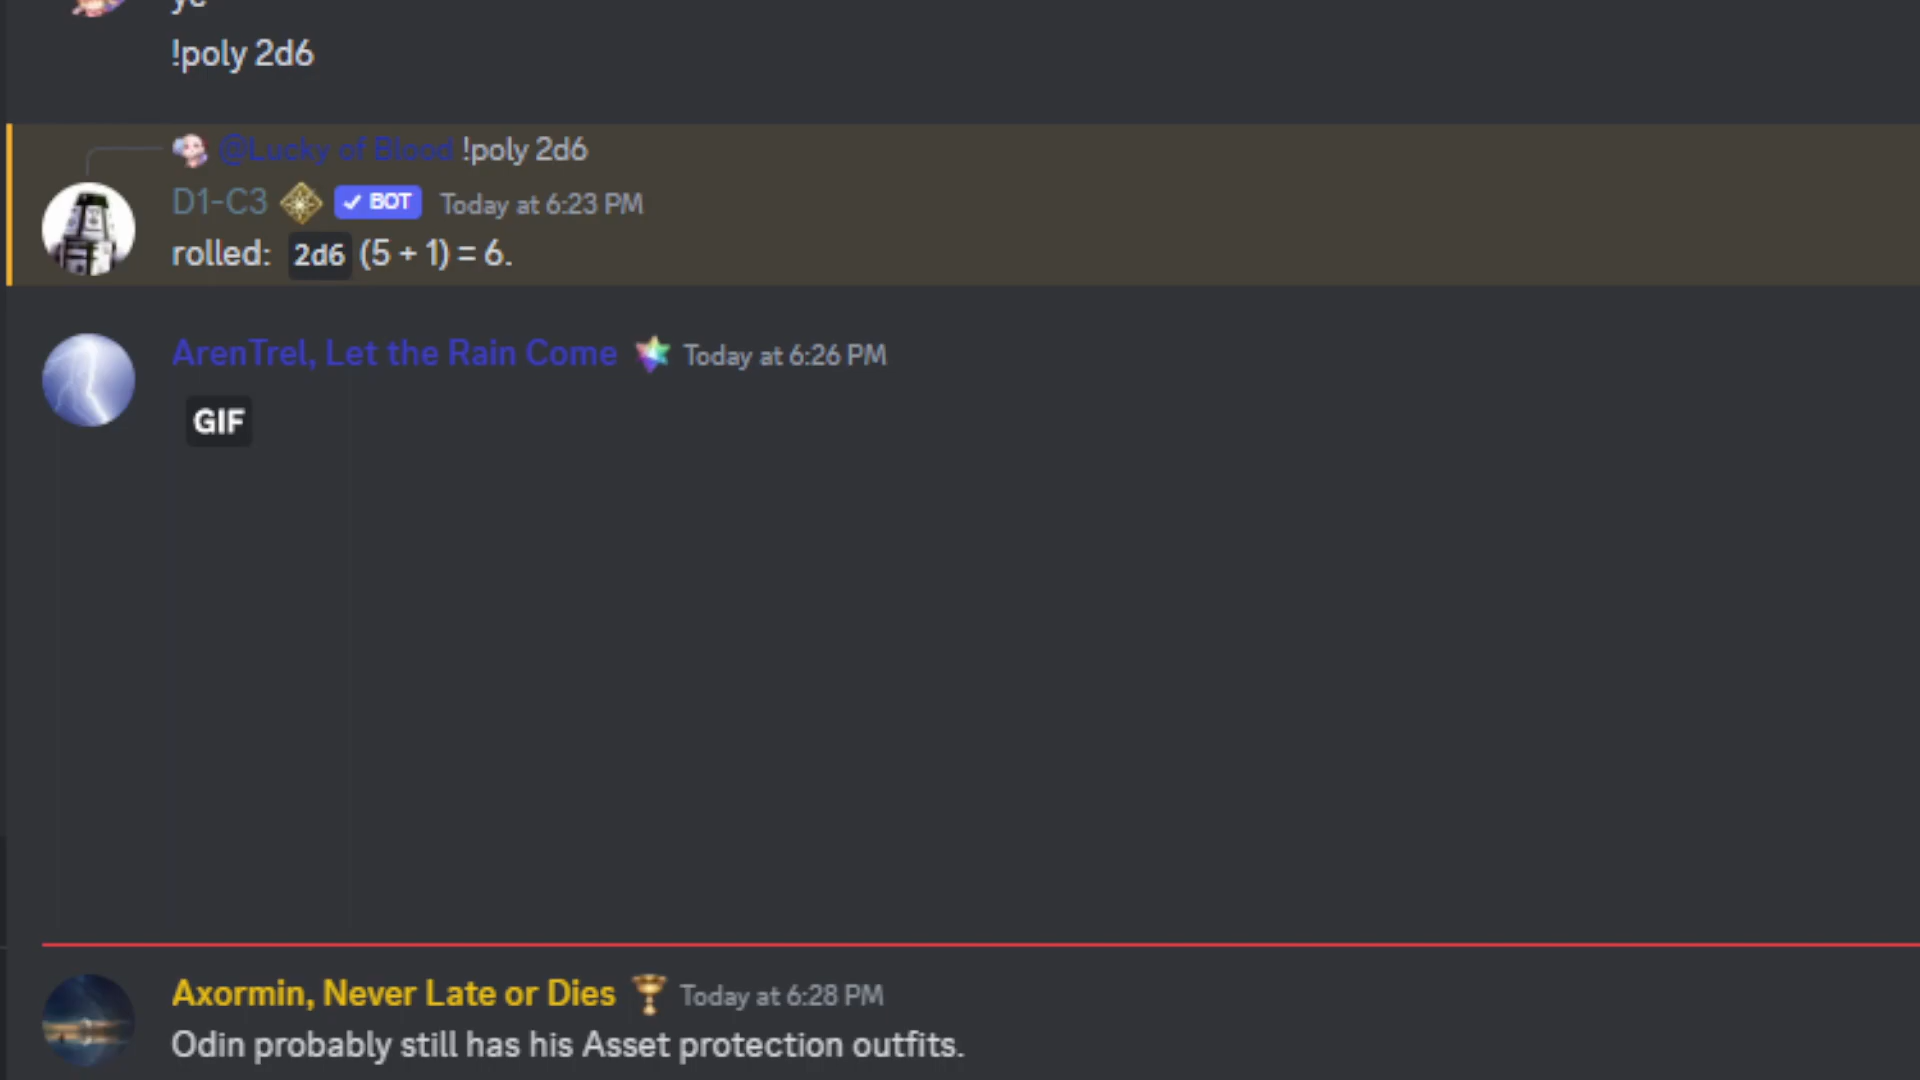 !poly 2d6
@Lucky of Blood !poly 2d6
D1-C3 ✓ BOT Today at 6:23 PM
rolled: 2d6 (5 + 1) = 6.
ArenTrel, Let the Rain Come Today at 6:26 PM
GIF
Axormin, Never Late or Dies Today at 6:28 PM
Odin probably still has his Asset protection outfits.